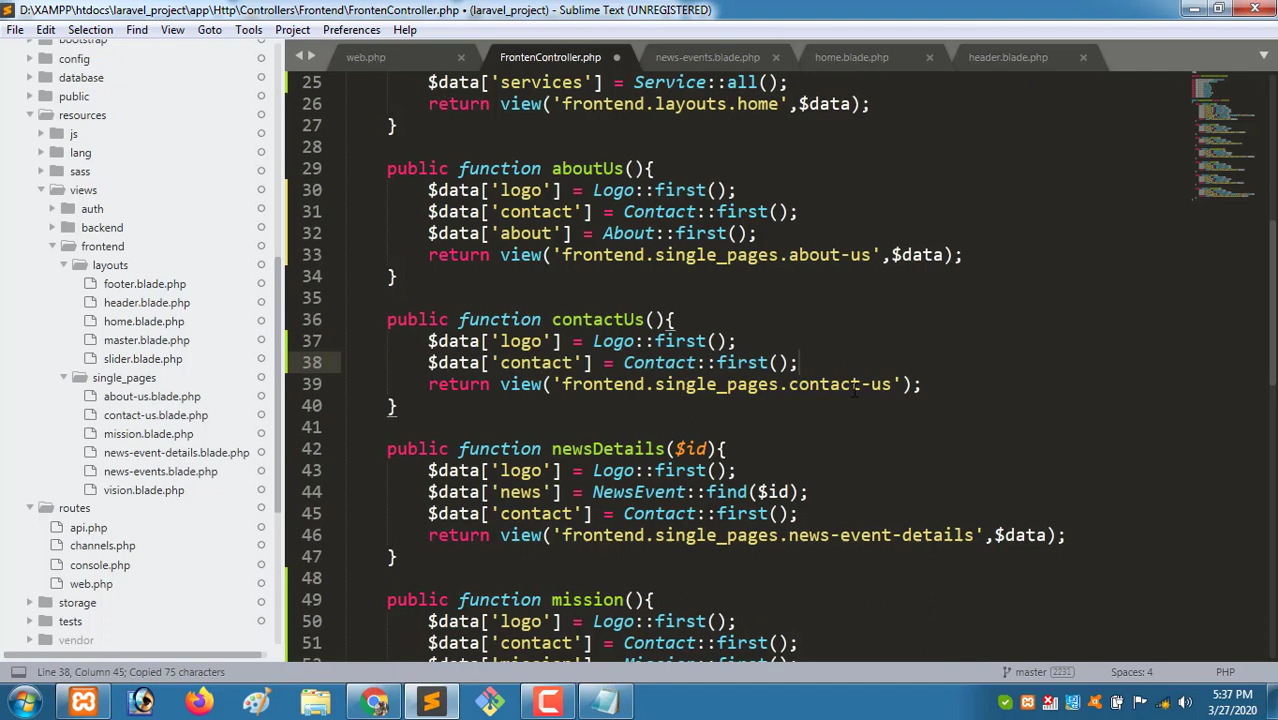 D:\XAMPP\htdocs\laravel_project\app\Http\Controllers\Frontend\FrontenController.php • (laravel_project) - Sublime Text (UNREGISTERED)
File Edit Selection Find View Goto Tools Project Preferences Help
bootstrap
config
database
public
resources
js
lang
sass
views
auth
backend
frontend
layouts
footer.blade.php
header.blade.php
home.blade.php
master.blade.php
slider.blade.php
single_pages
about-us.blade.php
contact-us.blade.php
mission.blade.php
news-event-details.blade.php
news-events.blade.php
vision.blade.php
routes
api.php
channels.php
console.php
web.php
storage
tests
vendor
web.php FrontenController.php news-events.blade.php home.blade.php header.blade.php
25 $data['services'] = Service::all();
26 return view('frontend.layouts.home',$data);
27 }
28
29 public function aboutUs(){
30 $data['logo'] = Logo::first();
31 $data['contact'] = Contact::first();
32 $data['about'] = About::first();
33 return view('frontend.single_pages.about-us',$data);
34 }
35
36 public function contactUs(){
37 $data['logo'] = Logo::first();
38 $data['contact'] = Contact::first();
39 return view('frontend.single_pages.contact-us');
40 }
41
42 public function newsDetails($id){
43 $data['logo'] = Logo::first();
44 $data['news'] = NewsEvent::find($id);
45 $data['contact'] = Contact::first();
46 return view('frontend.single_pages.news-event-details',$data);
47 }
48
49 public function mission(){
50 $data['logo'] = Logo::first();
51 $data['contact'] = Contact::first();
52 $data['mission'] = Mission::first();
Line 38, Column 45; Copied 75 characters
master 2231 Spaces: 4 PHP
5:37 PM
3/27/2020